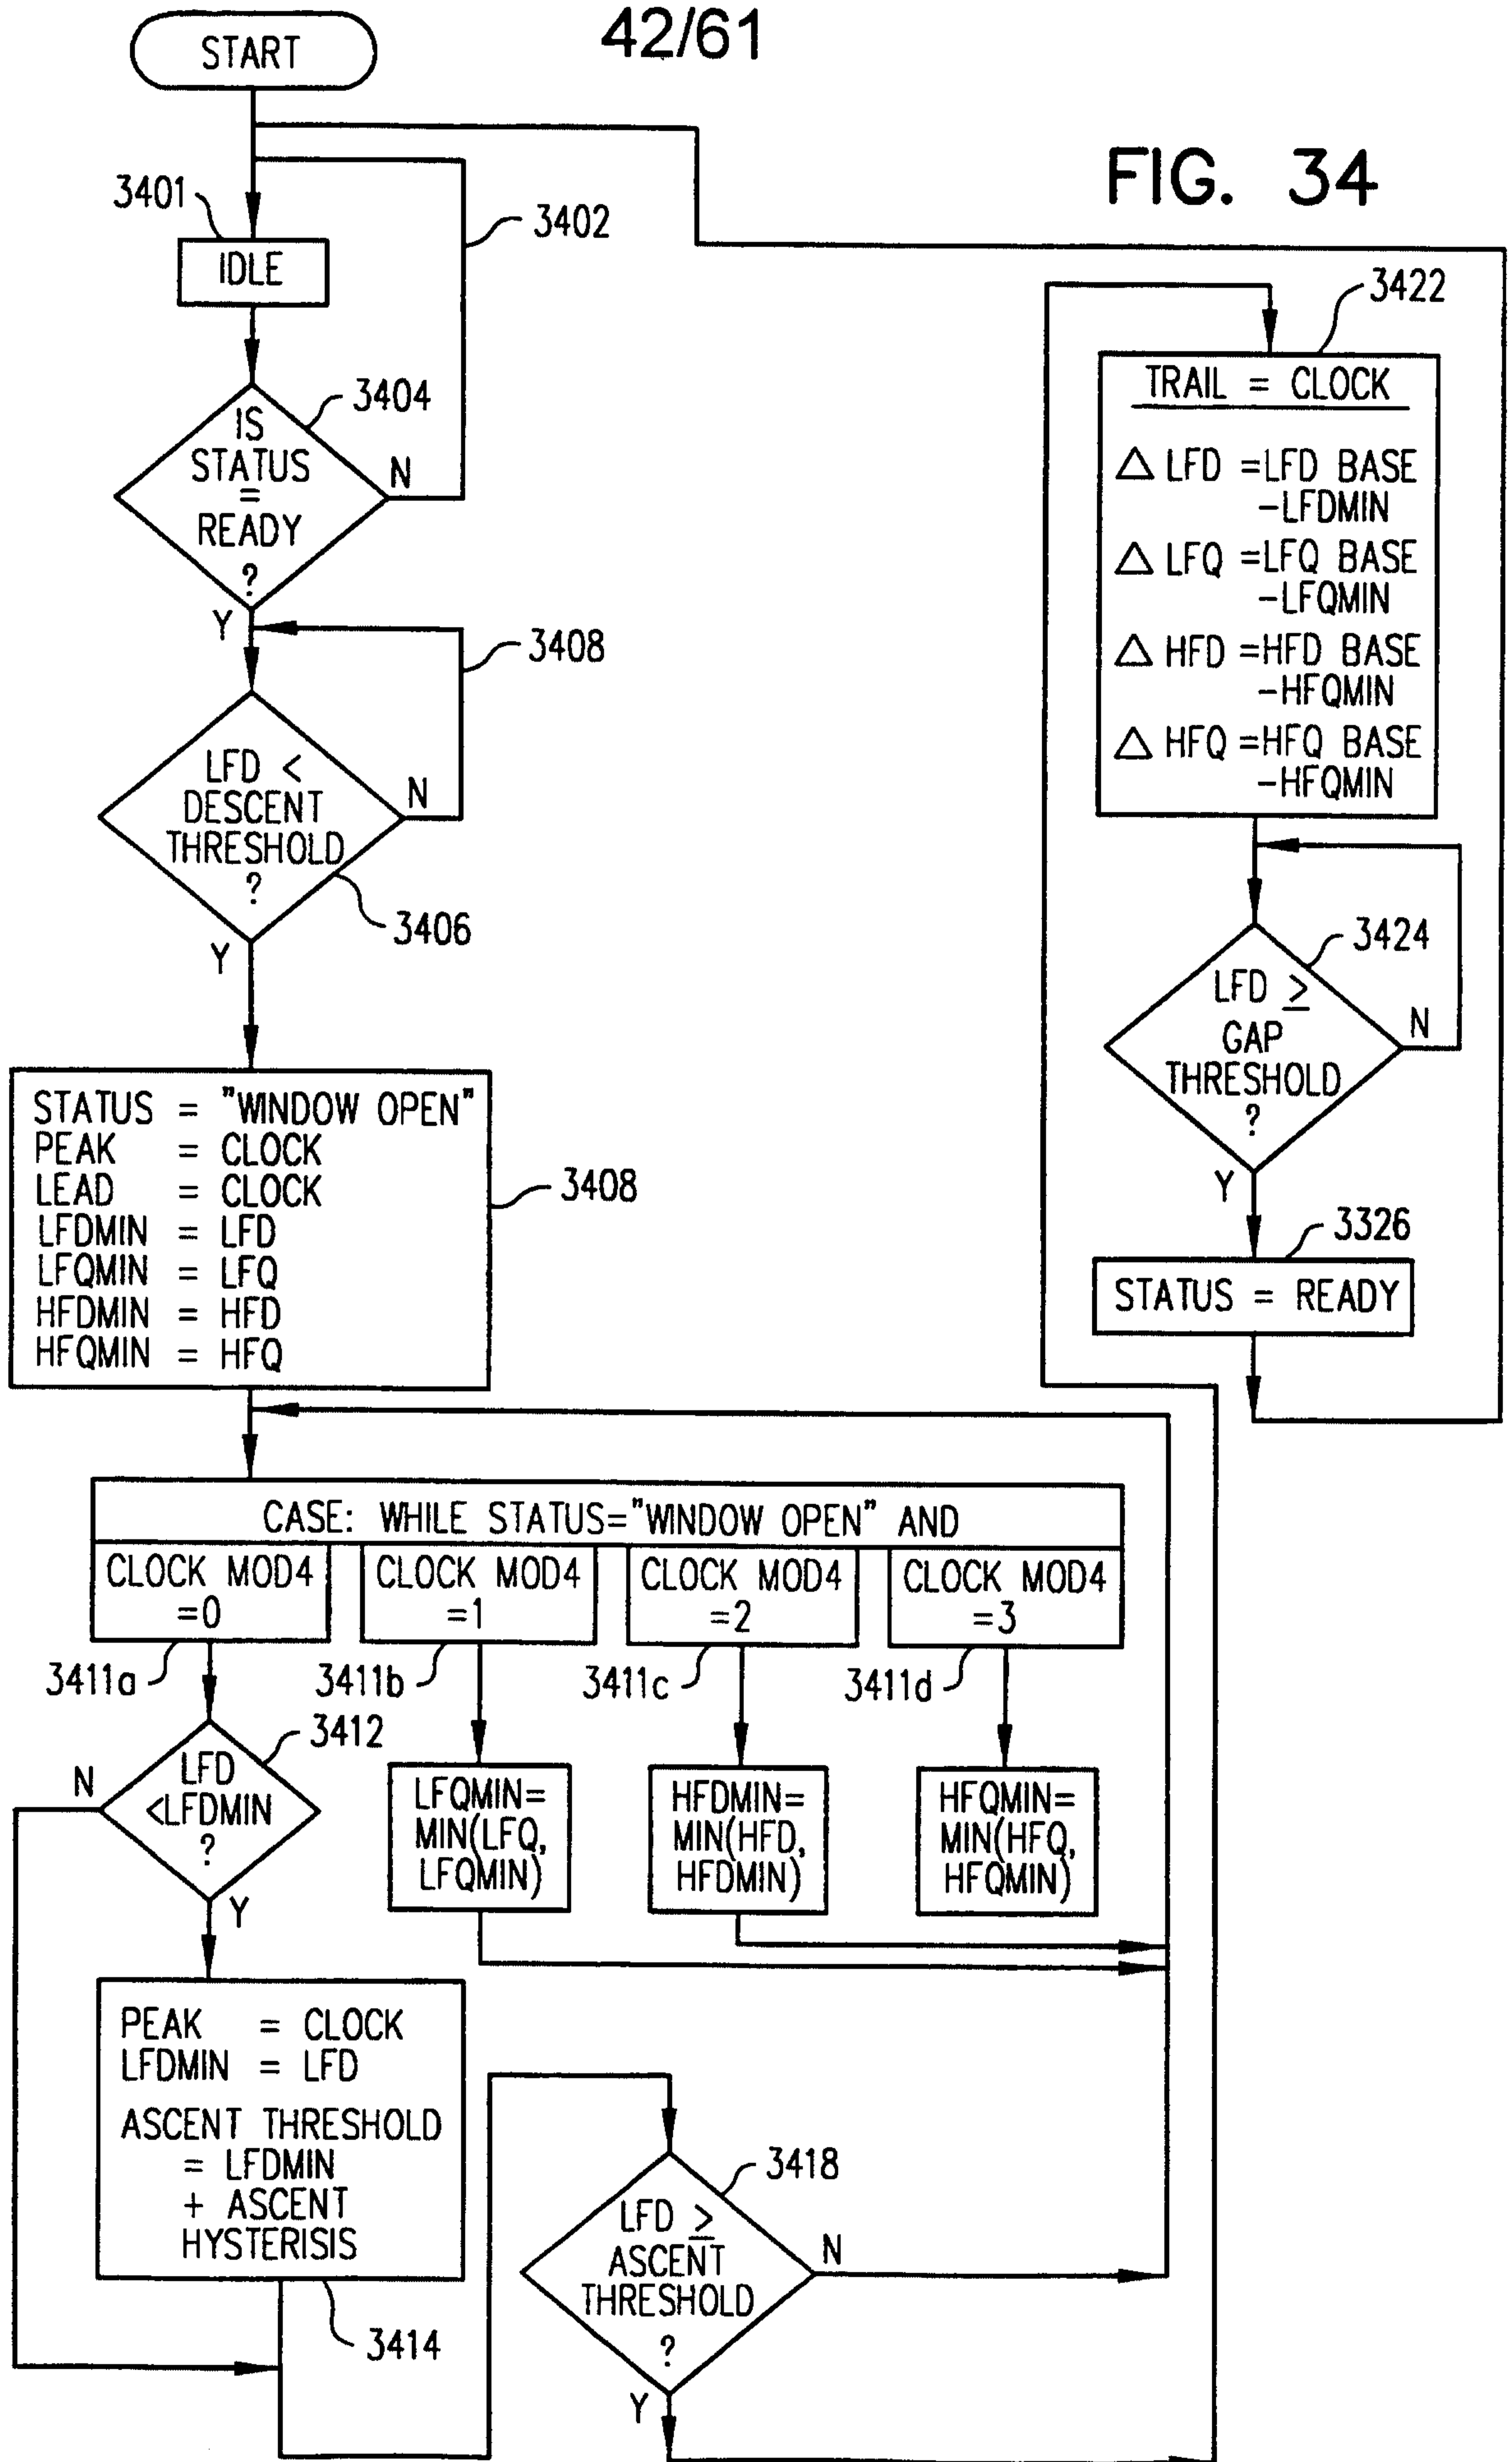 42/61
START
FIG. 34
3401
3402
IDLE
3404
IS
STATUS
=
READY
?
N
Y
3408
LFD <
DESCENT
THRESHOLD
?
N
3406
Y
STATUS = "WINDOW OPEN"
PEAK = CLOCK
LEAD = CLOCK
LFDMIN = LFD
LFQMIN = LFQ
HFDMIN = HFD
HFQMIN = HFQ
3408
CASE: WHILE STATUS="WINDOW OPEN" AND
CLOCK MOD4
=0
CLOCK MOD4
=1
CLOCK MOD4
=2
CLOCK MOD4
=3
3411a
3411b
3411c
3411d
3412
LFD
<LFDMIN
?
N
Y
LFQMIN=
MIN(LFQ,
LFQMIN)
HFDMIN=
MIN(HFD,
HFDMIN)
HFQMIN=
MIN(HFQ,
HFQMIN)
PEAK = CLOCK
LFDMIN = LFD
ASCENT THRESHOLD
= LFDMIN
+ ASCENT
HYSTERISIS
3414
3418
LFD ≥
ASCENT
THRESHOLD
?
N
Y
3422
TRAIL = CLOCK
△ LFD =LFD BASE
-LFDMIN
△ LFQ =LFQ BASE
-LFQMIN
△ HFD =HFD BASE
-HFQMIN
△ HFQ =HFQ BASE
-HFQMIN
3424
LFD ≥
GAP
THRESHOLD
?
N
Y
3326
STATUS = READY